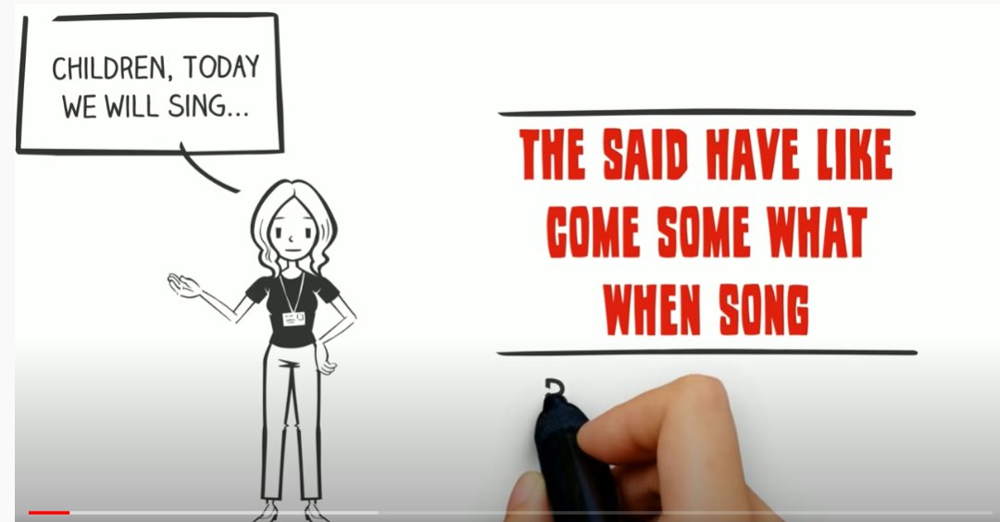 CHILDREN, TODAY
WE WILL SING...
THE SAID HAVE LIKE
COME SOME WHAT
WHEN SONG